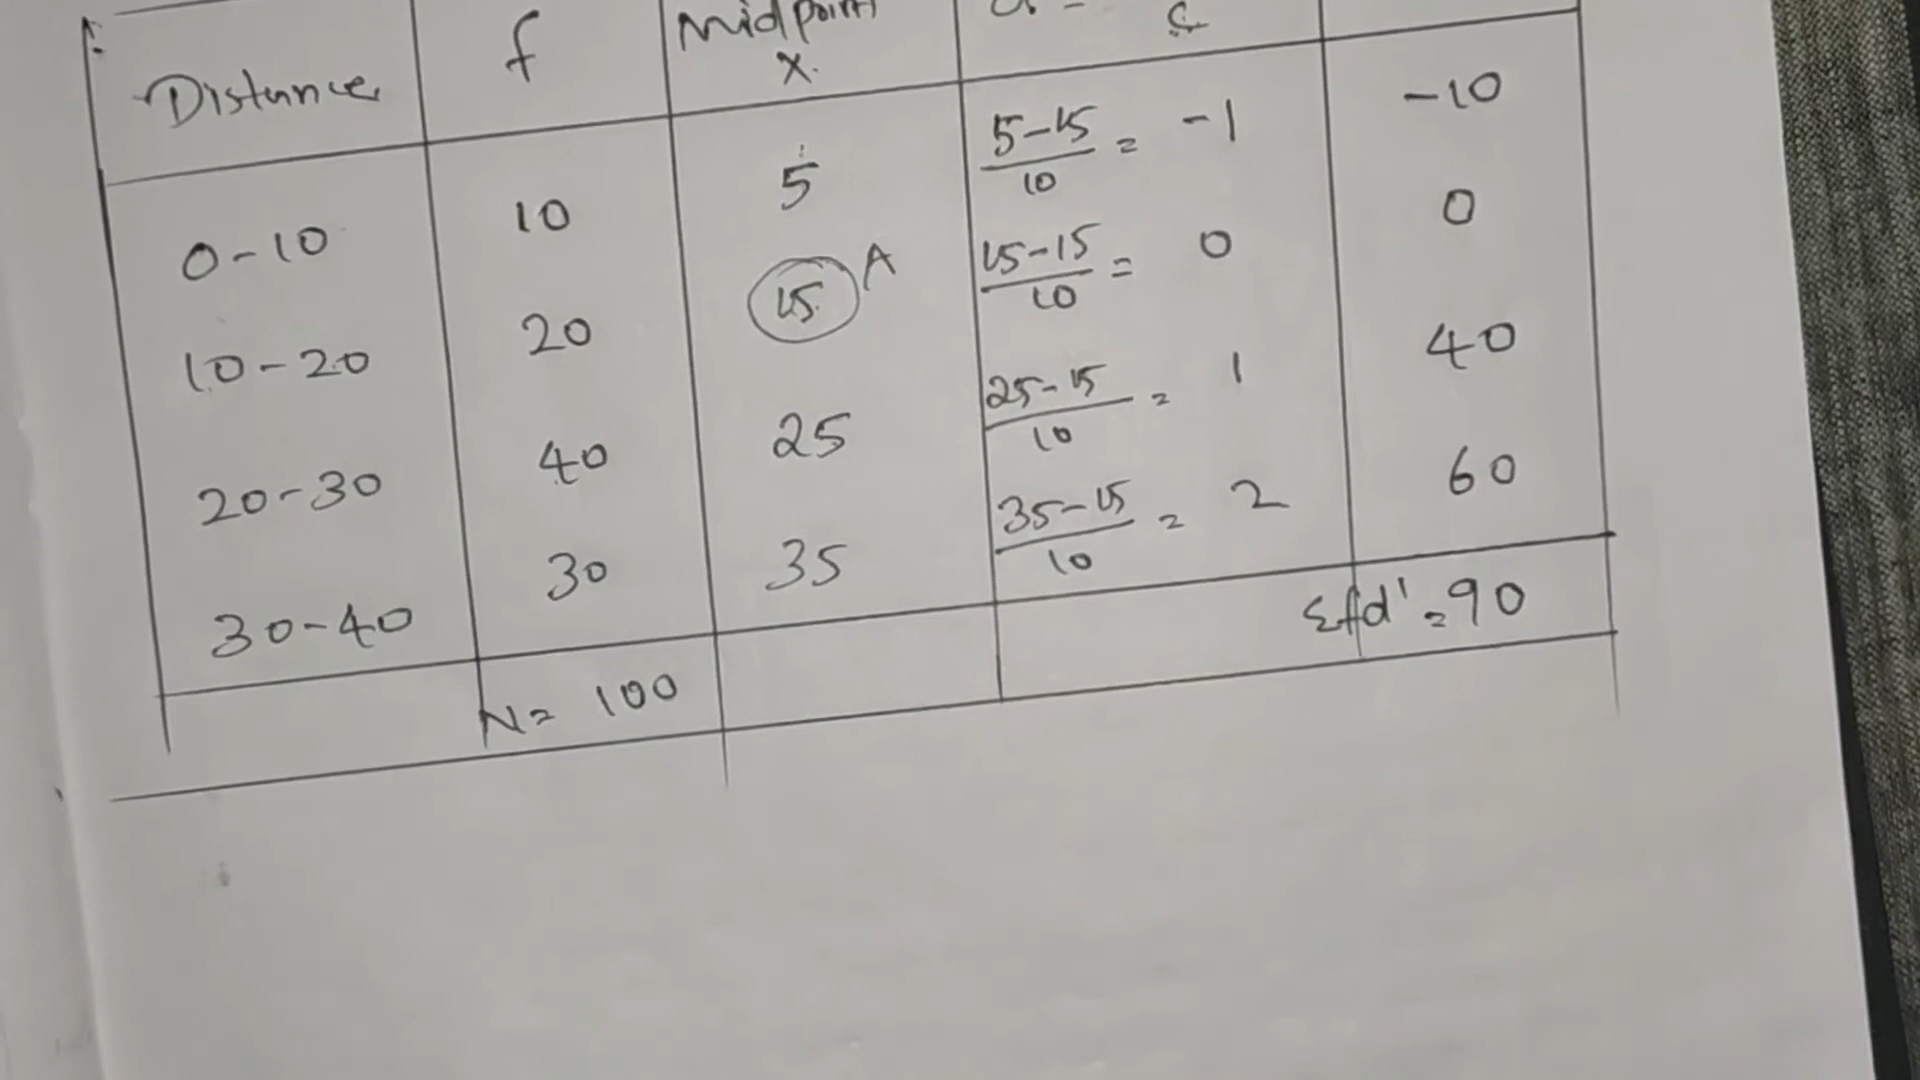 Distance f Midpoint x. c
0-10 10 5 5-15/10 = -1 -10
10-20 20 15 A 15-15/10 = 0 0
20-30 40 25 25-15/10 = 1 40
30-40 30 35 35-15/10 = 2 60
N= 100 Σfd' = 90